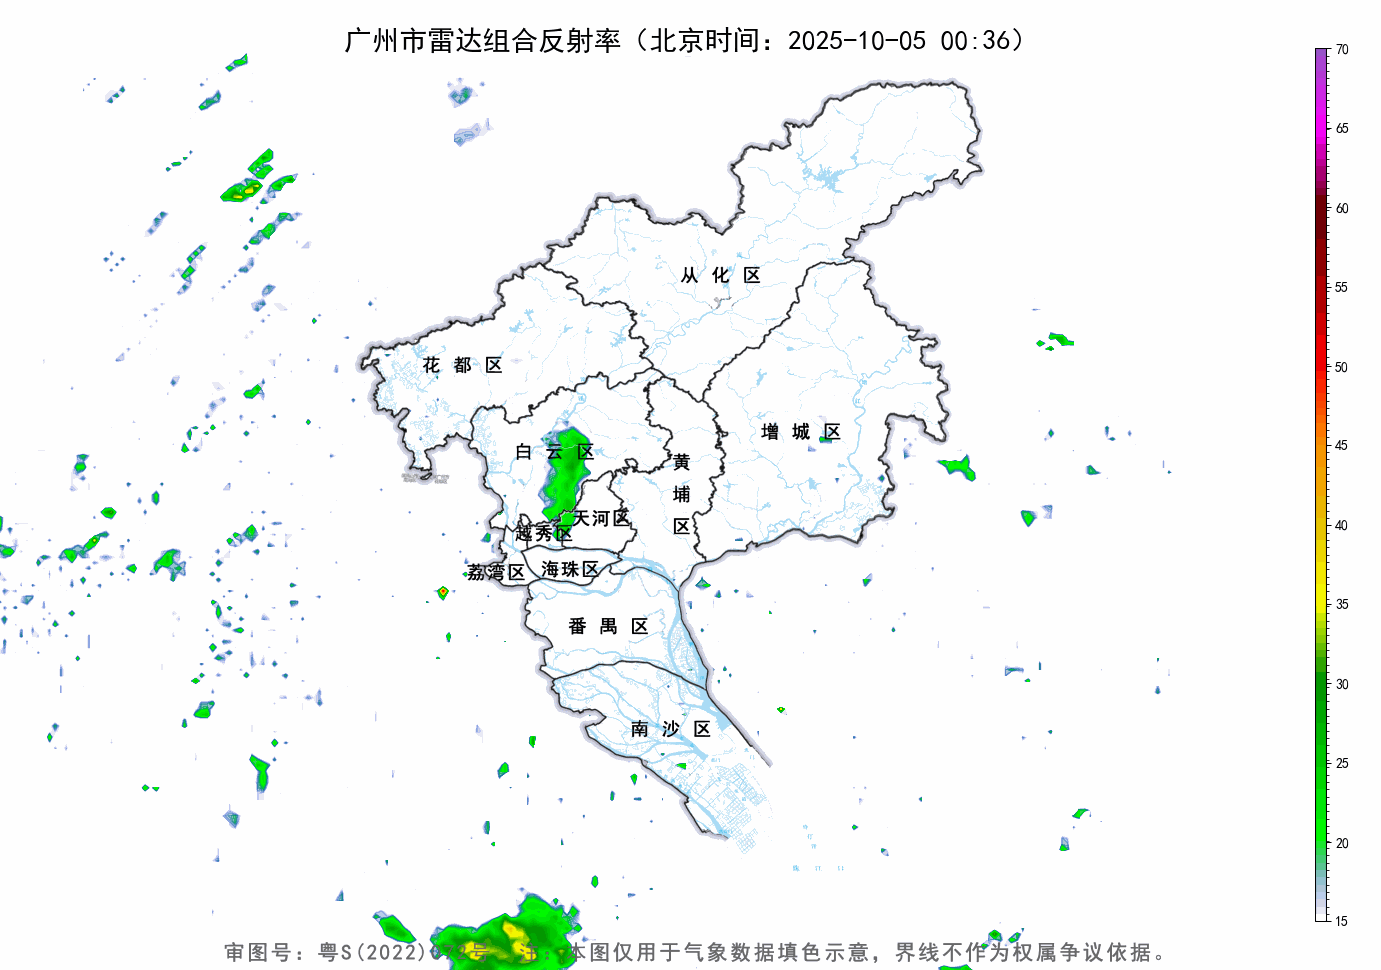 广州市雷达组合反射率（北京时间：2025-10-05 00:36）
70
65
60
55
50
45
40
35
30
25
20
15
从化区
花都区
增城区
白云区
黄埔区
天河区
越秀区
荔湾区
海珠区
番禺区
南沙区
审图号：粤S(2022)072号 注：本图仅用于气象数据填色示意，界线不作为权属争议依据。